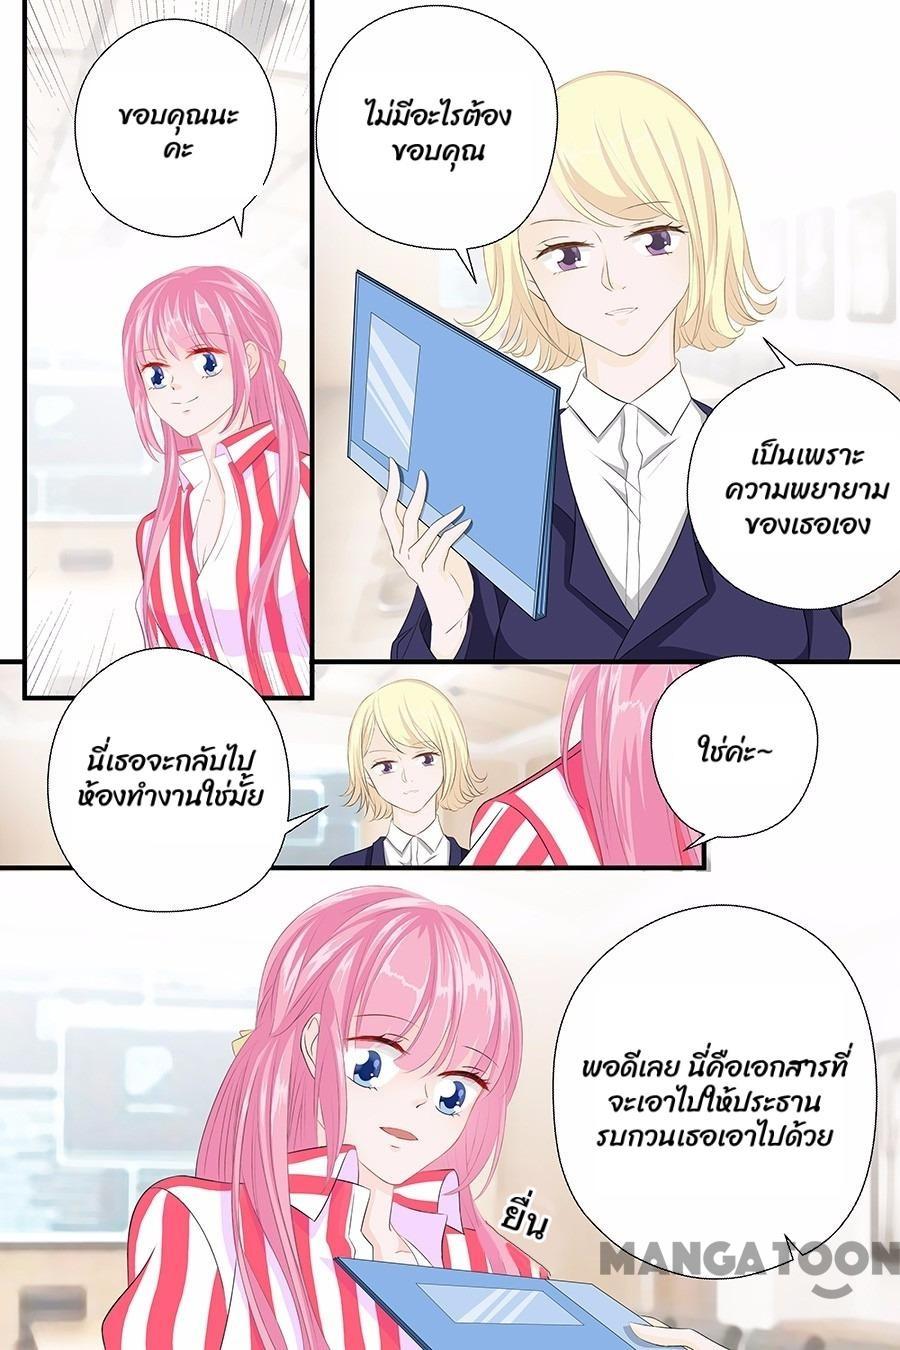 ขอบคุณนะ
คะ
ไม่มีอะไรต้อง
ขอบคุณ
เป็นเพราะ
ความพยายาม
ของเธอเอง
นี่เธอจะกลับไป
ห้องทำงานใช่มั้ย
ใช่ค่ะ~
พอดีเลย นี่คือเอกสารที่
จะเอาไปให้ประธาน
รบกวนเธอเอาไปด้วย
ยื่น
MANGATOON